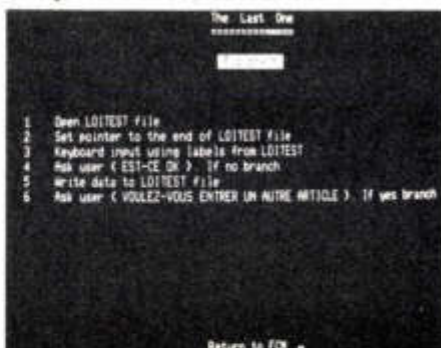 The Last One
1 Open LOITEST file
2 Set pointer to the end of LOITEST file
3 Keyboard input using labels from LOITEST
4 Ask user ( EST-CE OK ). If no branch
5 Write data to LOITEST file
6 Ask user ( VOULEZ-VOUS ENTRER UN AUTRE ARTICLE ). If yes branch
Return to